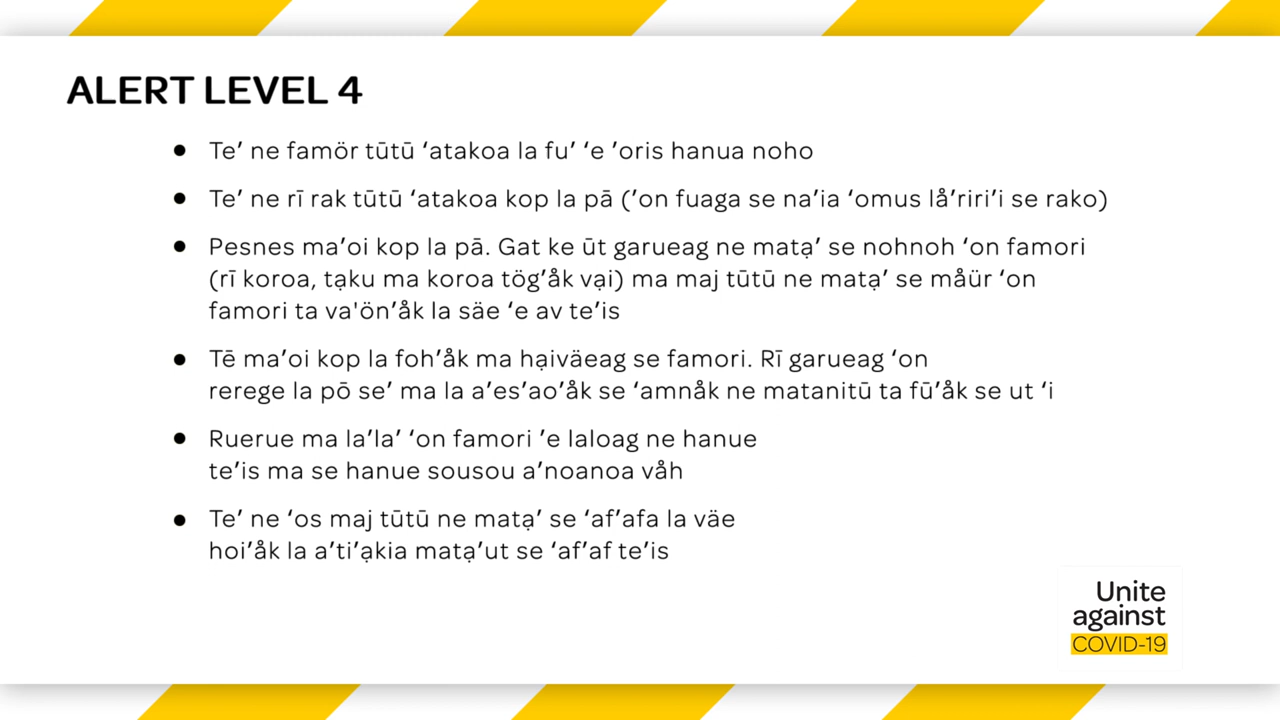 ALERT LEVEL 4
● Te’ ne famör tūtū ‘atakoa la fu’ ‘e ’oris hanua noho
● Te’ ne rī rak tūtū ‘atakoa kop la pā (’on fuaga se na’ia ‘omus lå’riri’i se rako)
● Pesnes ma’oi kop la pā. Gat ke ūt garueag ne matạ’ se nohnoh ‘on famori
(rī koroa, tạku ma koroa tög’åk vại) ma maj tūtū ne matạ’ se måür ‘on
famori ta va'ön’åk la säe ‘e av te’is
● Tē ma’oi kop la foh’åk ma hạiväeag se famori. Rī garueag ‘on
rerege la pō se’ ma la a’es’ao’åk se ‘amnåk ne matanitū ta fū’åk se ut ‘i
● Ruerue ma la’la’ ‘on famori ’e laloag ne hanue
te’is ma se hanue sousou a’noanoa våh
● Te’ ne ‘os maj tūtū ne matạ’ se ‘af’afa la väe
hoi’åk la a’ti’ạkia matạ’ut se ‘af’af te’is
Unite
against
COVID-19